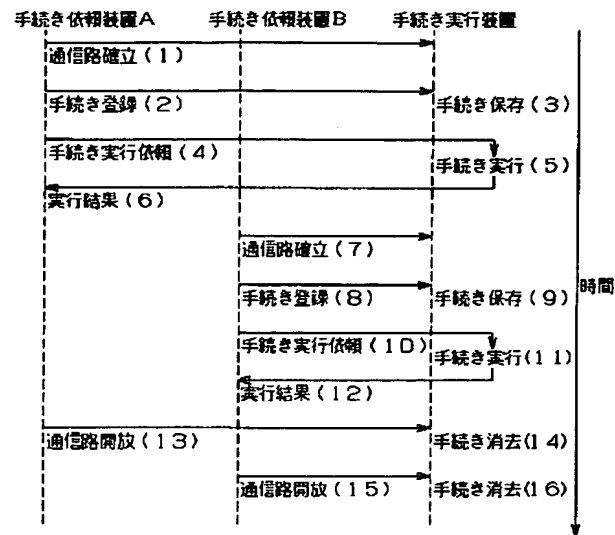 手続き依頼装置A 手続き依頼装置B 手続き実行装置
通信路確立(1)
手続き登録(2) 手続き保存(3)
手続き実行依頼(4)
手続き実行(5)
実行結果(6)
通信路確立(7)
時間
手続き登録(8) 手続き保存(9)
手続き実行依頼(10)
手続き実行(11)
実行結果(12)
通信路開放(13) 手続き消去(14)
通信路開放(15) 手続き消去(16)